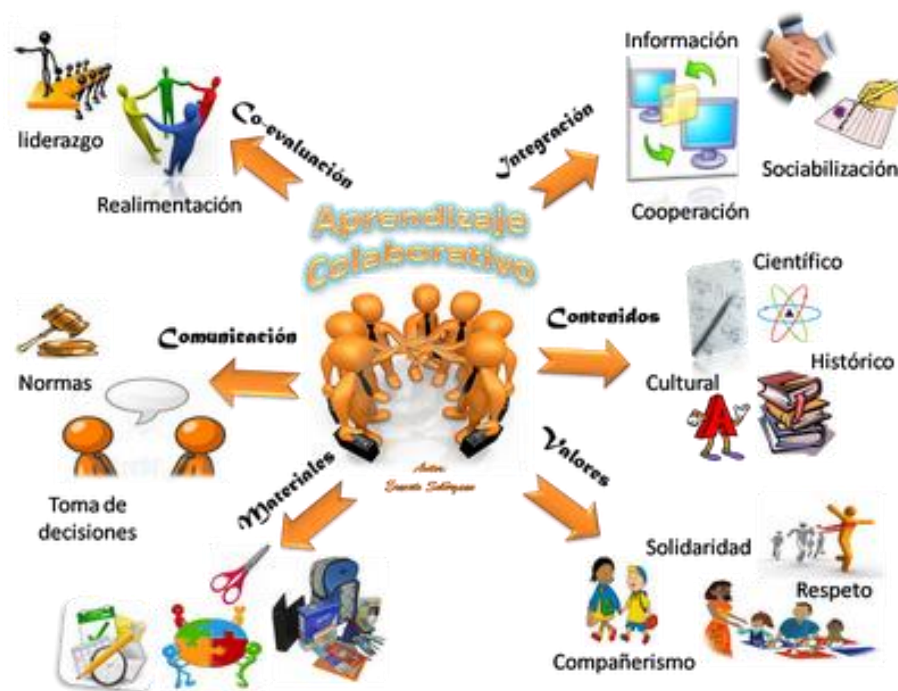 liderazgo
Realimentación
Co-evaluación
Integración
Información
Cooperación
Sociabilización
Aprendizaje
Colaborativo
Comunicación
Normas
Toma de
decisiones
Contenidos
Científico
Cultural
Histórico
A
Materiales
Valores
Solidaridad
Respeto
Compañerismo
Autor: